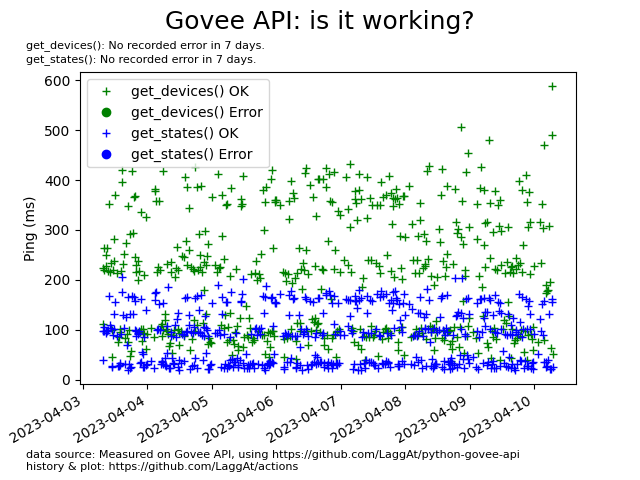 Govee API: is it working?
get_devices(): No recorded error in 7 days.
get_states(): No recorded error in 7 days.
get_devices() OK
get_devices() Error
get_states() OK
get_states() Error
Ping (ms)
600
500
400
300
200
100
0
2023-04-03
2023-04-04
2023-04-05
2023-04-06
2023-04-07
2023-04-08
2023-04-09
2023-04-10
data source: Measured on Govee API, using https://github.com/LaggAt/python-govee-api
history & plot: https://github.com/LaggAt/actions